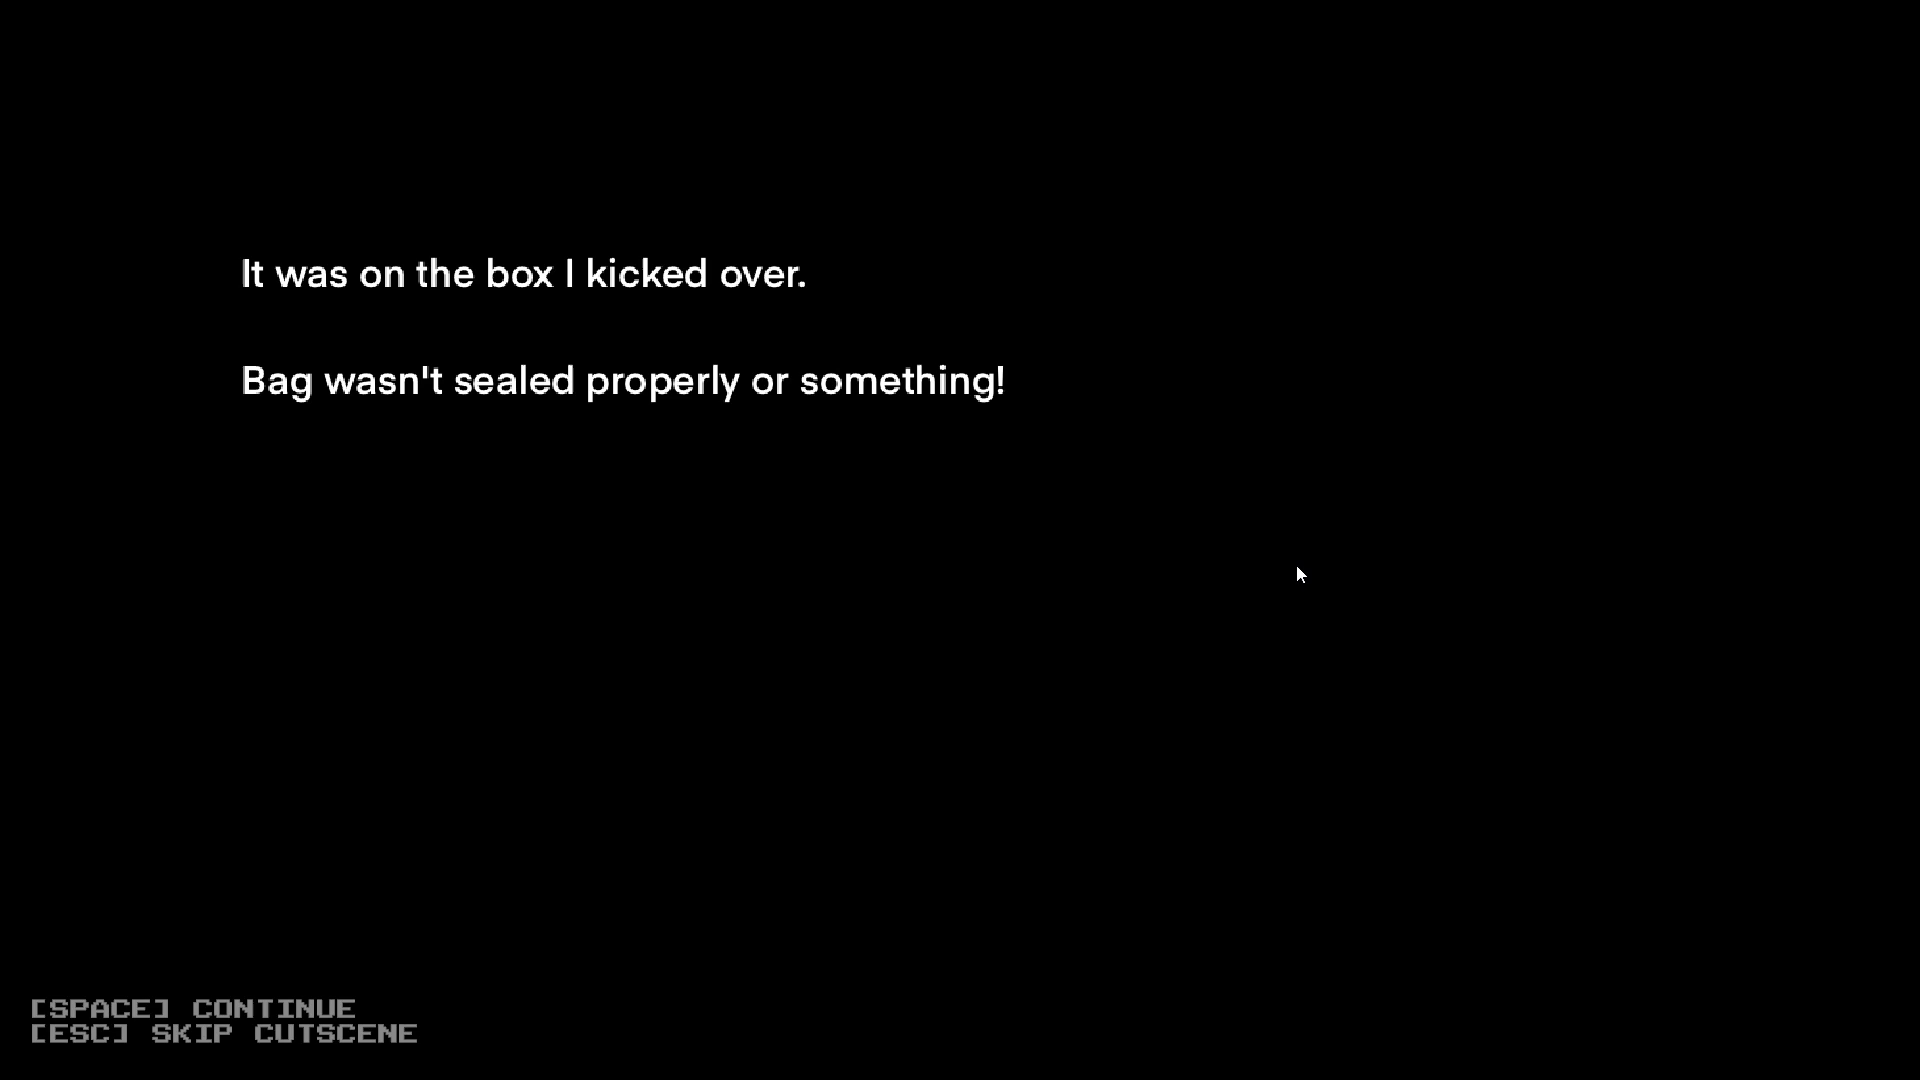 It was on the box I kicked over.
Bag wasn't sealed properly or something!
[SPACE] CONTINUE
[ESC] SKIP CUTSCENE